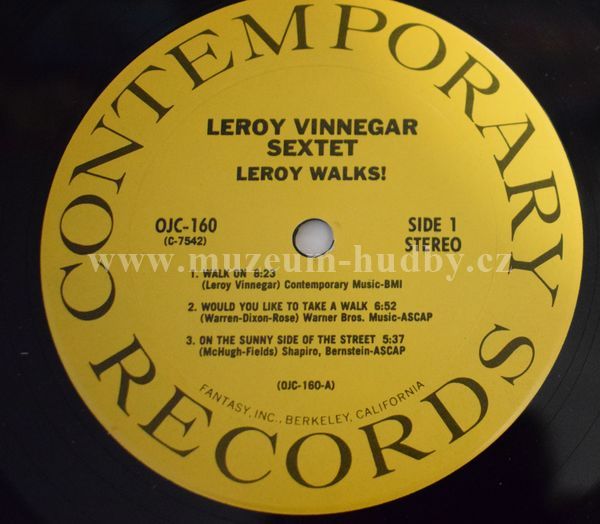 CONTEMPORARY RECORDS
LEROY VINNEGAR
SEXTET
LEROY WALKS!
OJC-160
(C-7542)
SIDE 1
STEREO
www.muzeum-hudby.cz
1. WALK ON 6:23
(Leroy Vinnegar) Contemporary Music-BMI
2. WOULD YOU LIKE TO TAKE A WALK 6:52
(Warren-Dixon-Rose) Warner Bros. Music-ASCAP
3. ON THE SUNNY SIDE OF THE STREET 5:37
(McHugh-Fields) Shapiro, Bernstein-ASCAP
(OJC-160-A)
FANTASY, INC., BERKELEY, CALIFORNIA